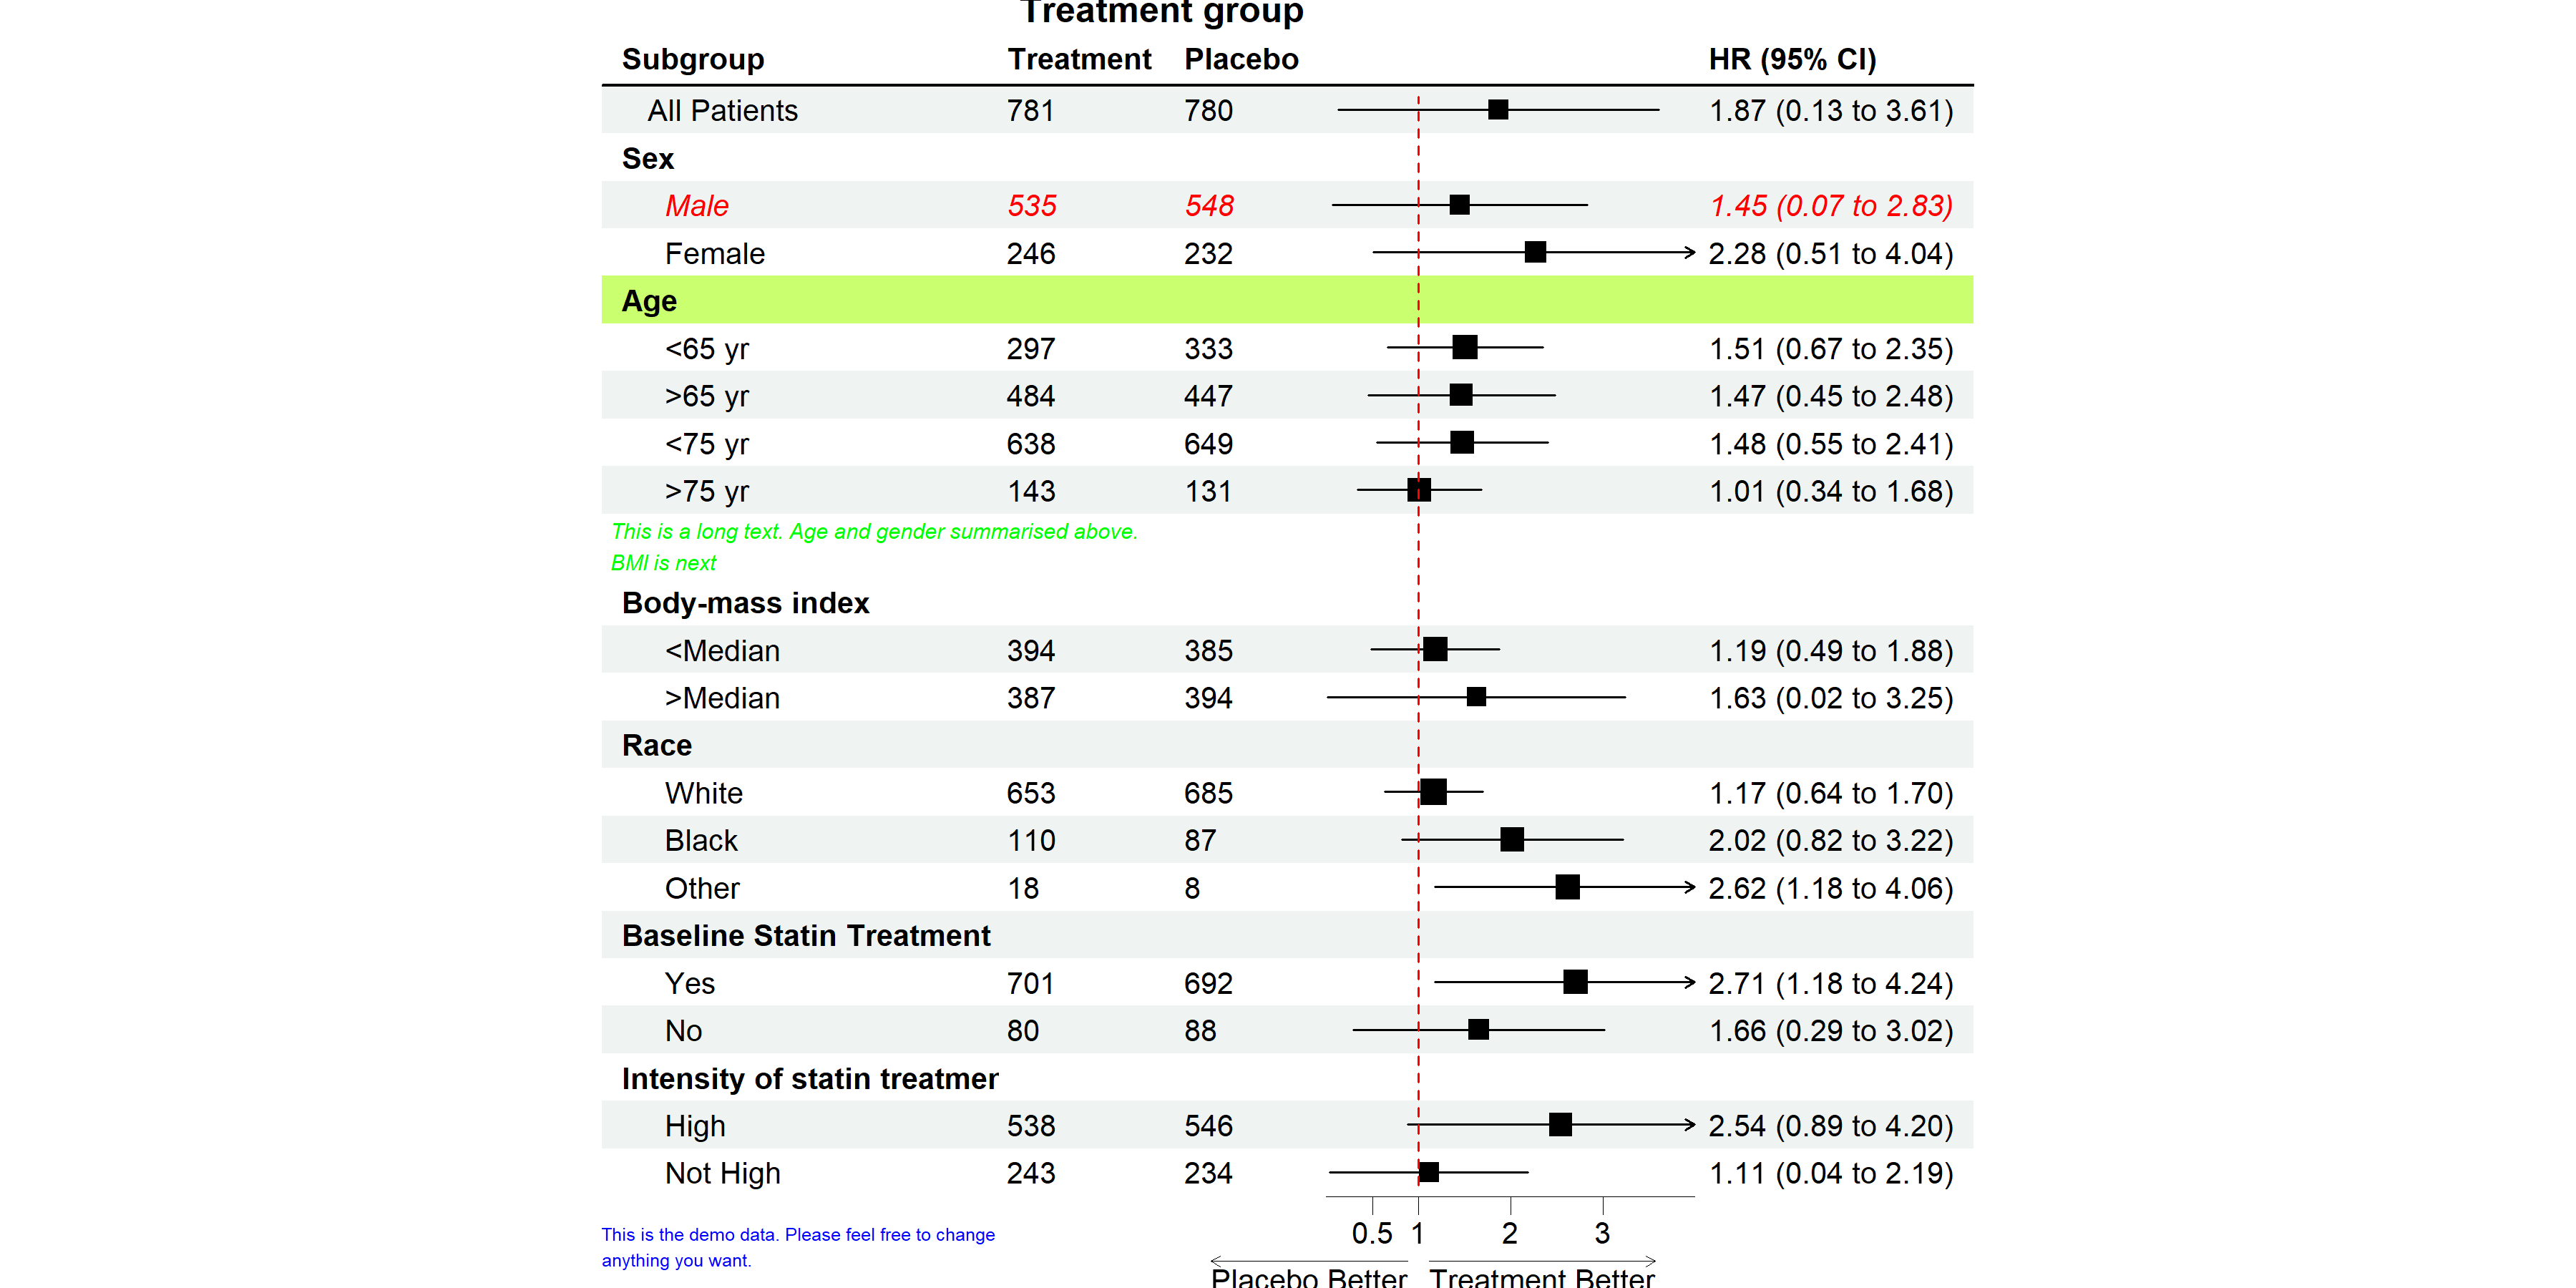 Treatment group
Subgroup Treatment Placebo HR (95% CI)
All Patients 781 780 1.87 (0.13 to 3.61)
Sex
Male 535 548 1.45 (0.07 to 2.83)
Female 246 232 2.28 (0.51 to 4.04)
Age
<65 yr 297 333 1.51 (0.67 to 2.35)
>65 yr 484 447 1.47 (0.45 to 2.48)
<75 yr 638 649 1.48 (0.55 to 2.41)
>75 yr 143 131 1.01 (0.34 to 1.68)
This is a long text. Age and gender summarised above.
BMI is next
Body-mass index
<Median 394 385 1.19 (0.49 to 1.88)
>Median 387 394 1.63 (0.02 to 3.25)
Race
White 653 685 1.17 (0.64 to 1.70)
Black 110 87 2.02 (0.82 to 3.22)
Other 18 8 2.62 (1.18 to 4.06)
Baseline Statin Treatment
Yes 701 692 2.71 (1.18 to 4.24)
No 80 88 1.66 (0.29 to 3.02)
Intensity of statin treatmer
High 538 546 2.54 (0.89 to 4.20)
Not High 243 234 1.11 (0.04 to 2.19)
0.5 1 2 3
This is the demo data. Please feel free to change
anything you want.
Placebo Better Treatment Better